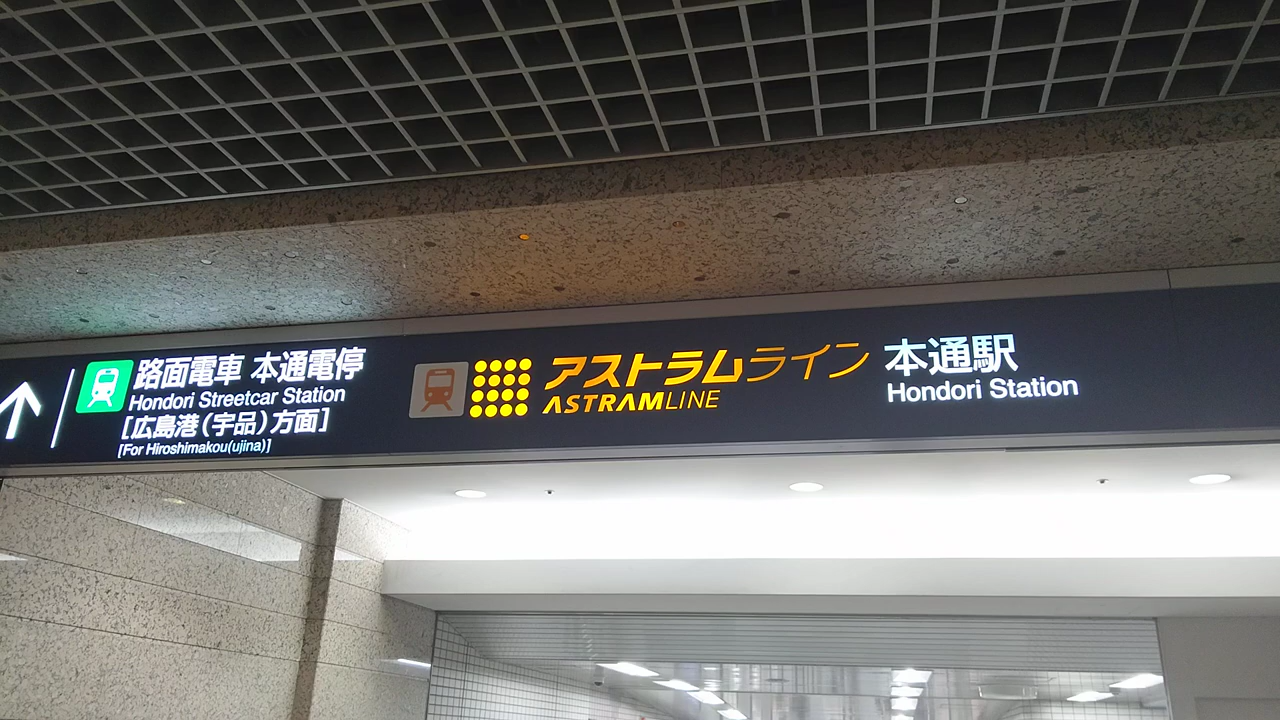 路面電車 本通電停
Hondori Streetcar Station
[広島港(宇品)方面]
[For Hiroshimakou(ujina)]
アストラムライン
ASTRAMLINE
本通駅
Hondori Station